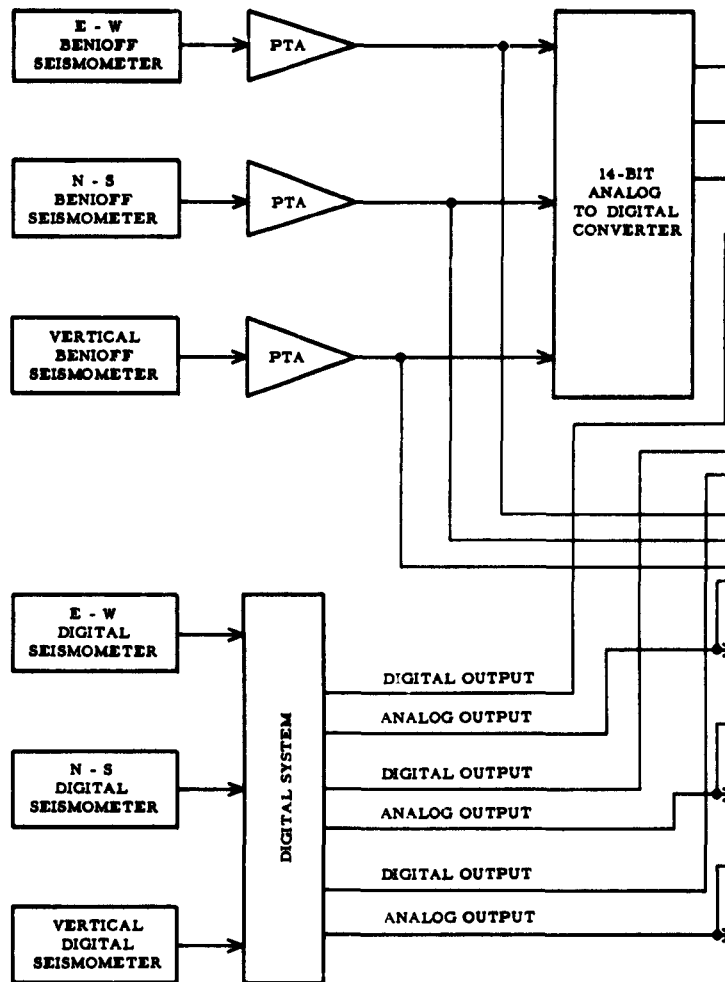 E - W
BENIOFF
SEISMOMETER
PTA
N - S
BENIOFF
SEISMOMETER
PTA
14-BIT
ANALOG
TO DIGITAL
CONVERTER
VERTICAL
BENIOFF
SEISMOMETER
PTA
E - W
DIGITAL
SEISMOMETER
N - S
DIGITAL
SEISMOMETER
VERTICAL
DIGITAL
SEISMOMETER
DIGITAL SYSTEM
DIGITAL OUTPUT
ANALOG OUTPUT
DIGITAL OUTPUT
ANALOG OUTPUT
DIGITAL OUTPUT
ANALOG OUTPUT